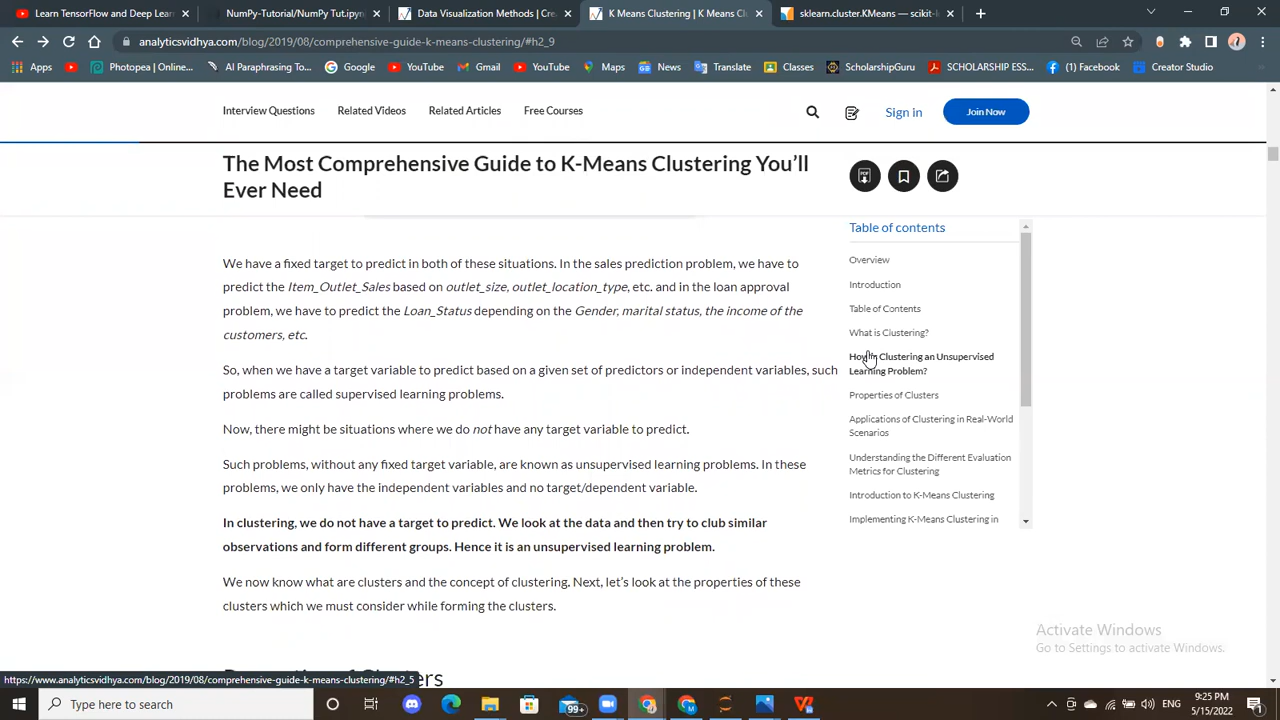 Learn TensorFlow and Deep Lear
NumPy-Tutorial/NumPy Tut.ipyn
Data Visualization Methods | Cre
K Means Clustering | K Means Cl
sklearn.cluster.KMeans — scikit-l
analyticsvidhya.com/blog/2019/08/comprehensive-guide-k-means-clustering/#h2_9
Apps
Photopea | Online...
AI Paraphrasing To...
Google
YouTube
Gmail
YouTube
Maps
News
Translate
Classes
ScholarshipGuru
SCHOLARSHIP ESS...
(1) Facebook
Creator Studio
Interview Questions
Related Videos
Related Articles
Free Courses
Sign in
Join Now
The Most Comprehensive Guide to K-Means Clustering You'll
Ever Need
PDF
We have a fixed target to predict in both of these situations. In the sales prediction problem, we have to
predict the Item_Outlet_Sales based on outlet_size, outlet_location_type, etc. and in the loan approval
problem, we have to predict the Loan_Status depending on the Gender, marital status, the income of the
customers, etc.
So, when we have a target variable to predict based on a given set of predictors or independent variables, such
problems are called supervised learning problems.
Now, there might be situations where we do not have any target variable to predict.
Such problems, without any fixed target variable, are known as unsupervised learning problems. In these
problems, we only have the independent variables and no target/dependent variable.
In clustering, we do not have a target to predict. We look at the data and then try to club similar
observations and form different groups. Hence it is an unsupervised learning problem.
We now know what are clusters and the concept of clustering. Next, let's look at the properties of these
clusters which we must consider while forming the clusters.
Table of contents
Overview
Introduction
Table of Contents
What is Clustering?
How is Clustering an Unsupervised
Learning Problem?
Properties of Clusters
Applications of Clustering in Real-World
Scenarios
Understanding the Different Evaluation
Metrics for Clustering
Introduction to K-Means Clustering
Implementing K-Means Clustering in
Activate Windows
Go to Settings to activate Windows.
Properties of Clusters
https://www.analyticsvidhya.com/blog/2019/08/comprehensive-guide-k-means-clustering/#h2_5
Type here to search
99+
ENG
9:25 PM
5/15/2022
1